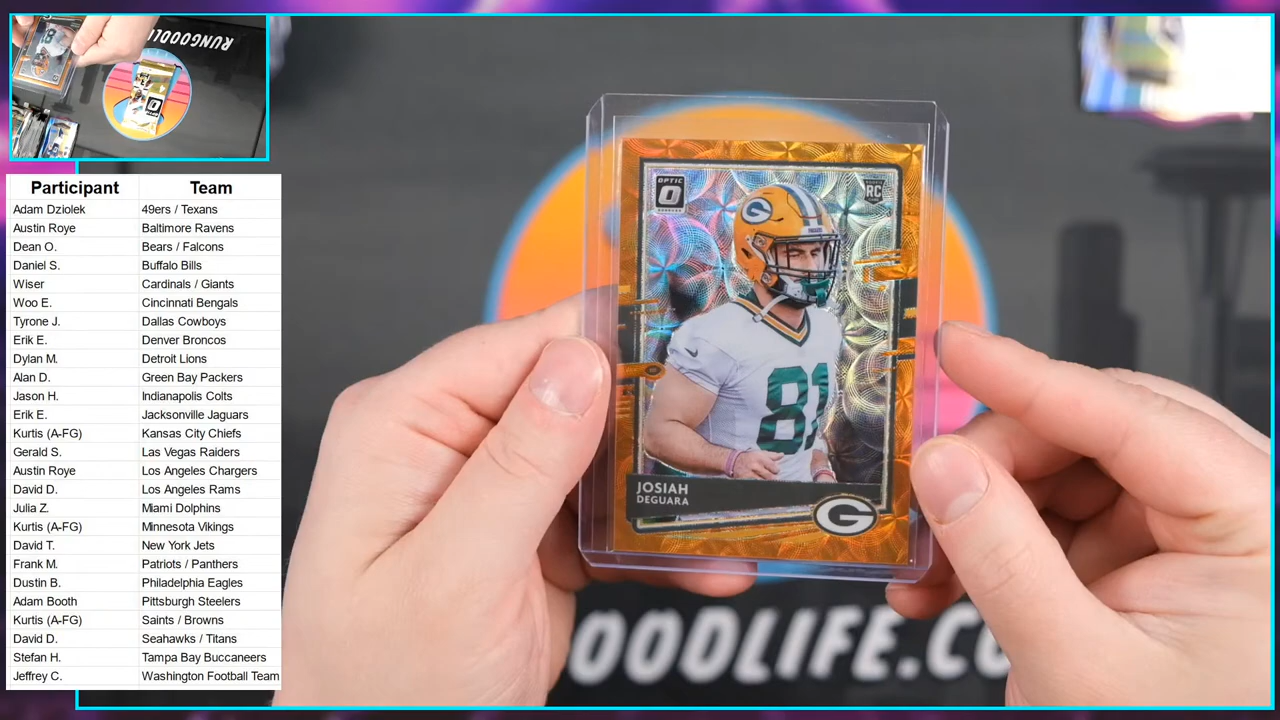 RUNGOODLIFE
Participant Team
Adam Dziolek 49ers / Texans
Austin Roye Baltimore Ravens
Dean O. Bears / Falcons
Daniel S. Buffalo Bills
Wiser Cardinals / Giants
Woo E. Cincinnati Bengals
Tyrone J. Dallas Cowboys
Erik E. Denver Broncos
Dylan M. Detroit Lions
Alan D. Green Bay Packers
Jason H. Indianapolis Colts
Erik E. Jacksonville Jaguars
Kurtis (A-FG) Kansas City Chiefs
Gerald S. Las Vegas Raiders
Austin Roye Los Angeles Chargers
David D. Los Angeles Rams
Julia Z. Miami Dolphins
Kurtis (A-FG) Minnesota Vikings
David T. New York Jets
Frank M. Patriots / Panthers
Dustin B. Philadelphia Eagles
Adam Booth Pittsburgh Steelers
Kurtis (A-FG) Saints / Browns
David D. Seahawks / Titans
Stefan H. Tampa Bay Buccaneers
Jeffrey C. Washington Football Team
OPTIC
RC
G
81
JOSIAH
DEGUARA
G
OODLIFE.CO